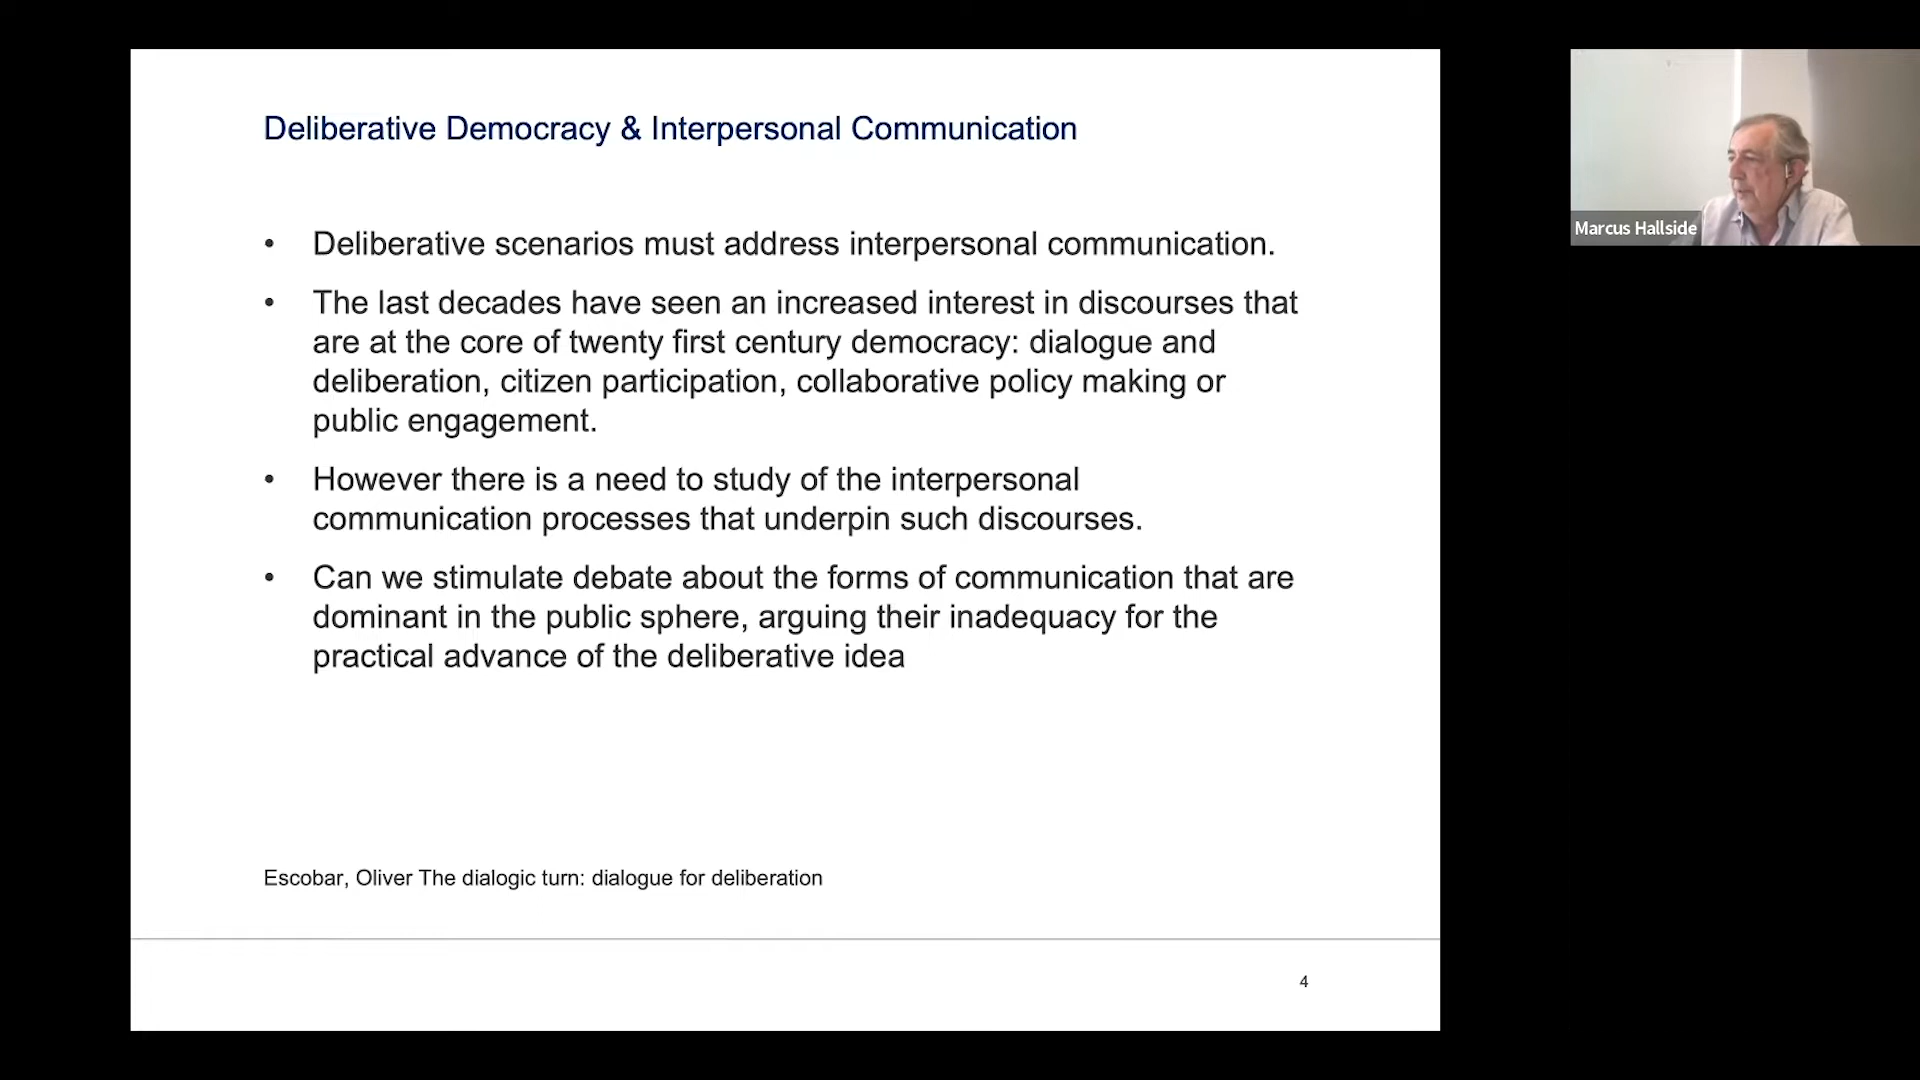 Deliberative Democracy & Interpersonal Communication
• Deliberative scenarios must address interpersonal communication.
• The last decades have seen an increased interest in discourses that
are at the core of twenty first century democracy: dialogue and
deliberation, citizen participation, collaborative policy making or
public engagement.
• However there is a need to study of the interpersonal
communication processes that underpin such discourses.
• Can we stimulate debate about the forms of communication that are
dominant in the public sphere, arguing their inadequacy for the
practical advance of the deliberative idea
Escobar, Oliver The dialogic turn: dialogue for deliberation
4
Marcus Hallside